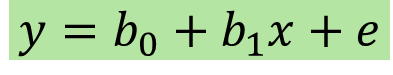 y = b₀ + b₁x + e